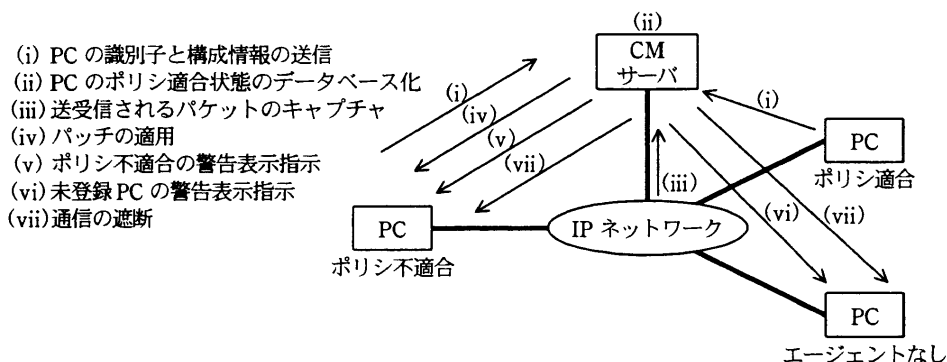 (i) PC の識別子と構成情報の送信
(ii) PC のポリシ適合状態のデータベース化
(iii) 送受信されるパケットのキャプチャ
(iv) パッチの適用
(v) ポリシ不適合の警告表示指示
(vi) 未登録 PC の警告表示指示
(vii) 通信の遮断
(ii)
CM
サーバ
(i)
(iv)
(v)
(vii)
(i)
PC
ポリシ適合
(iii)
(vi)
(vii)
PC
ポリシ不適合
IP ネットワーク
PC
エージェントなし